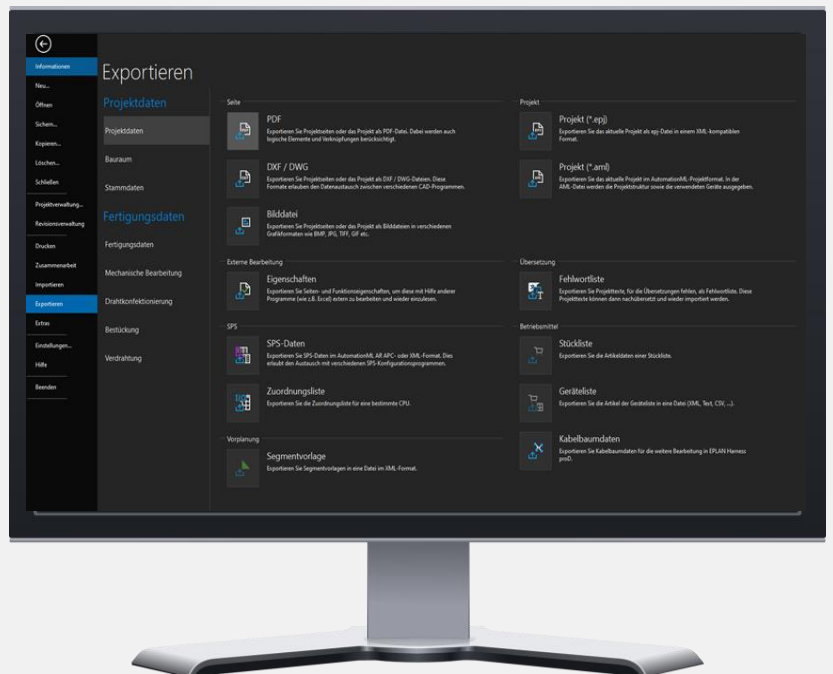 Exportieren
Informationen
Neu...
Öffnen
Sichern...
Kopieren...
Löschen...
Schließen
Projektverwaltung...
Revisionsverwaltung
Drucken
Zusammenarbeit
Importieren
Exportieren
Extras
Einstellungen...
Hilfe
Beenden
Projektdaten
Projektdaten
Bauraum
Stammdaten
Fertigungsdaten
Fertigungsdaten
Mechanische Bearbeitung
Drahtkonfektionierung
Bestückung
Verdrahtung
Seite
PDF
Exportieren Sie Projektseiten oder das Projekt als PDF-Datei. Dabei werden auch
logische Elemente und Verknüpfungen berücksichtigt.
DXF / DWG
Exportieren Sie Projektseiten oder das Projekt als DXF / DWG-Dateien. Diese
Formate erlauben den Datenaustausch zwischen verschiedenen CAD-Programmen.
Bilddatei
Exportieren Sie Projektseiten oder das Projekt als Bilddateien in verschiedenen
Grafikformaten wie BMP, JPG, TIFF, GIF etc.
Externe Bearbeitung
Eigenschaften
Exportieren Sie Seiten- und Funktionseigenschaften, um diese mit Hilfe anderer
Programme (wie z.B. Excel) extern zu bearbeiten und wieder einzulesen.
SPS
SPS-Daten
Exportieren Sie SPS-Daten im AutomationML AR APC- oder XML-Format. Dies
erlaubt den Austausch mit verschiedenen SPS-Konfigurationsprogrammen.
Zuordnungsliste
Exportieren Sie die Zuordnungsliste für eine bestimmte CPU.
Vorplanung
Segmentvorlage
Exportieren Sie Segmentvorlagen in eine Datei im XML-Format.
Projekt
Projekt (*.epj)
Exportieren Sie das aktuelle Projekt als epj-Datei in einem XML-kompatiblen
Format.
Projekt (*.aml)
Exportieren Sie das aktuelle Projekt im AutomationML-Projektformat. In der
AML-Datei werden die Projektstruktur sowie die verwendeten Geräte ausgegeben.
Übersetzung
Fehlwortliste
Exportieren Sie Projekttexte, für die Übersetzungen fehlen, als Fehlwortliste. Diese
Projekttexte können dann nachübersetzt und wieder importiert werden.
Betriebsmittel
Stückliste
Exportieren Sie die Artikeldaten einer Stückliste.
Geräteliste
Exportieren Sie die Artikel der Geräteliste in eine Datei (XML, Text, CSV, ...).
Kabelbaumdaten
Exportieren Sie Kabelbaumdaten für die weitere Bearbeitung in EPLAN Harness
proD.